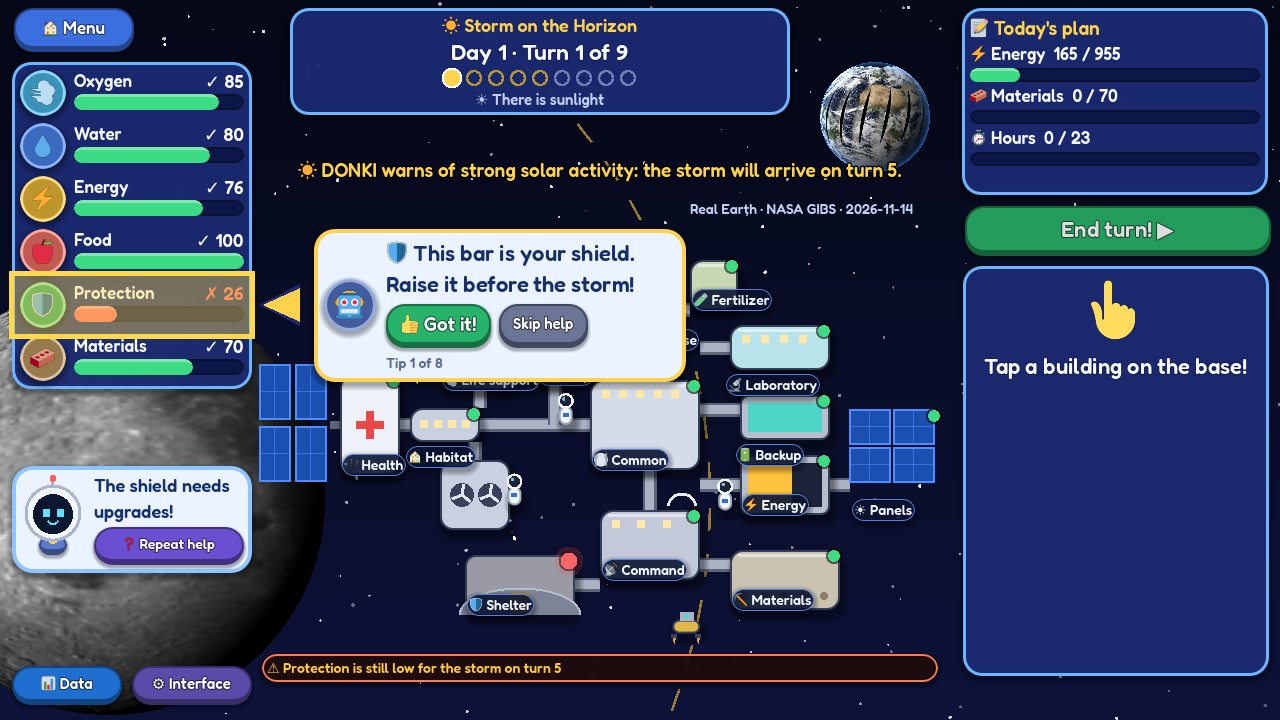 Menu
Storm on the Horizon
Day 1 · Turn 1 of 9
There is sunlight
Today's plan
Energy 165 / 955
Materials 0 / 70
Hours 0 / 23
Oxygen ✓ 85
Water ✓ 80
Energy ✓ 76
Food ✓ 100
Protection ✗ 26
Materials ✓ 70
DONKI warns of strong solar activity: the storm will arrive on turn 5.
Real Earth · NASA GIBS · 2026-11-14
End turn! ▶
This bar is your shield.
Raise it before the storm!
Got it!
Skip help
Tip 1 of 8
Tap a building on the base!
Fertilizer
se
Laboratory
Life support
Backup
Health
Habitat
Common
Energy
Panels
Command
Shelter
Materials
The shield needs
upgrades!
❓ Repeat help
⚠ Protection is still low for the storm on turn 5
Data
⚙ Interface